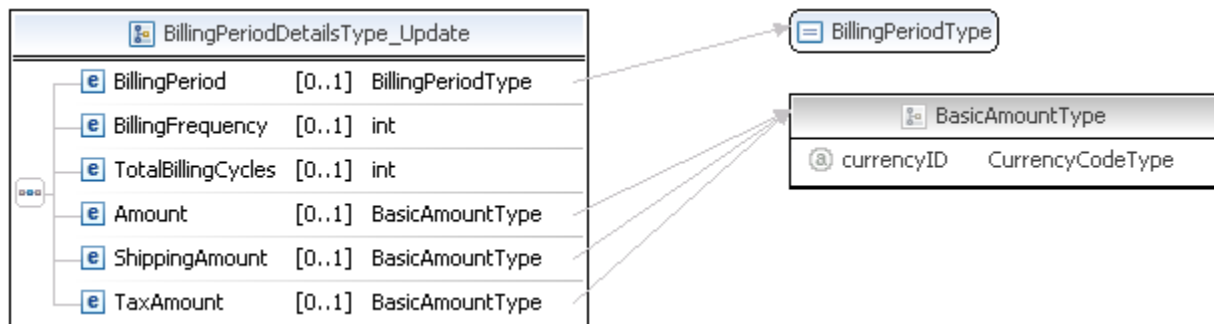 BillingPeriodDetailsType_Update
e BillingPeriod [0..1] BillingPeriodType
e BillingFrequency [0..1] int
e TotalBillingCycles [0..1] int
e Amount [0..1] BasicAmountType
e ShippingAmount [0..1] BasicAmountType
e TaxAmount [0..1] BasicAmountType
BillingPeriodType
BasicAmountType
a currencyID CurrencyCodeType